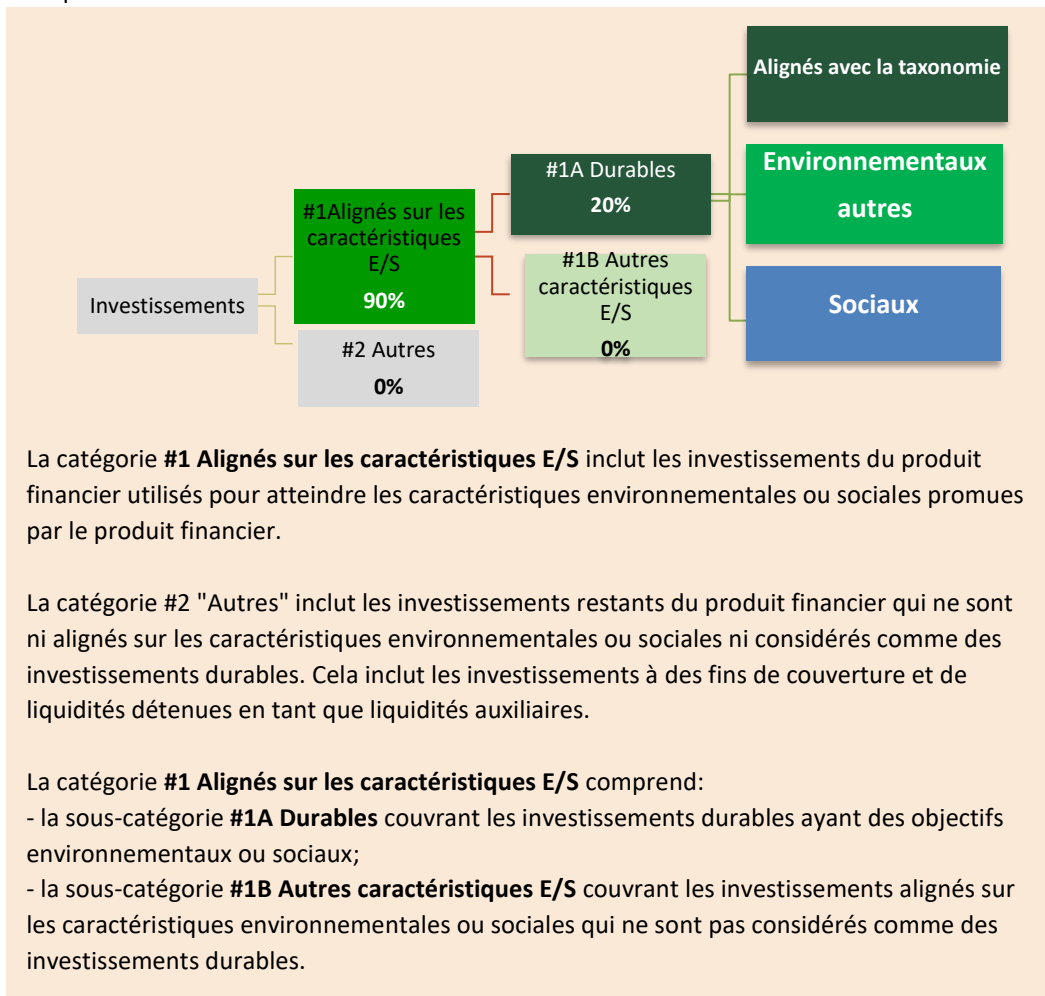 Alignés avec la taxonomie
#1A Durables
20%
Environnementaux
autres
#1Alignés sur les
caractéristiques
E/S
90%
#1B Autres
caractéristiques
E/S
0%
Investissements
Sociaux
#2 Autres
0%
La catégorie #1 Alignés sur les caractéristiques E/S inclut les investissements du produit
financier utilisés pour atteindre les caractéristiques environnementales ou sociales promues
par le produit financier.
La catégorie #2 "Autres" inclut les investissements restants du produit financier qui ne sont
ni alignés sur les caractéristiques environnementales ou sociales ni considérés comme des
investissements durables. Cela inclut les investissements à des fins de couverture et de
liquidités détenues en tant que liquidités auxiliaires.
La catégorie #1 Alignés sur les caractéristiques E/S comprend:
- la sous-catégorie #1A Durables couvrant les investissements durables ayant des objectifs
environnementaux ou sociaux;
- la sous-catégorie #1B Autres caractéristiques E/S couvrant les investissements alignés sur
les caractéristiques environnementales ou sociales qui ne sont pas considérés comme des
investissements durables.